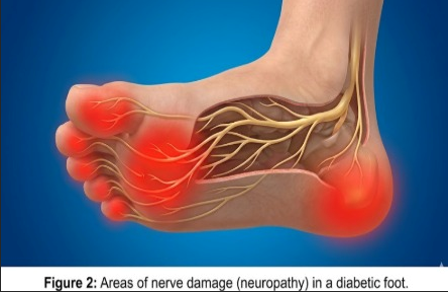 Figure 2: Areas of nerve damage (neuropathy) in a diabetic foot.